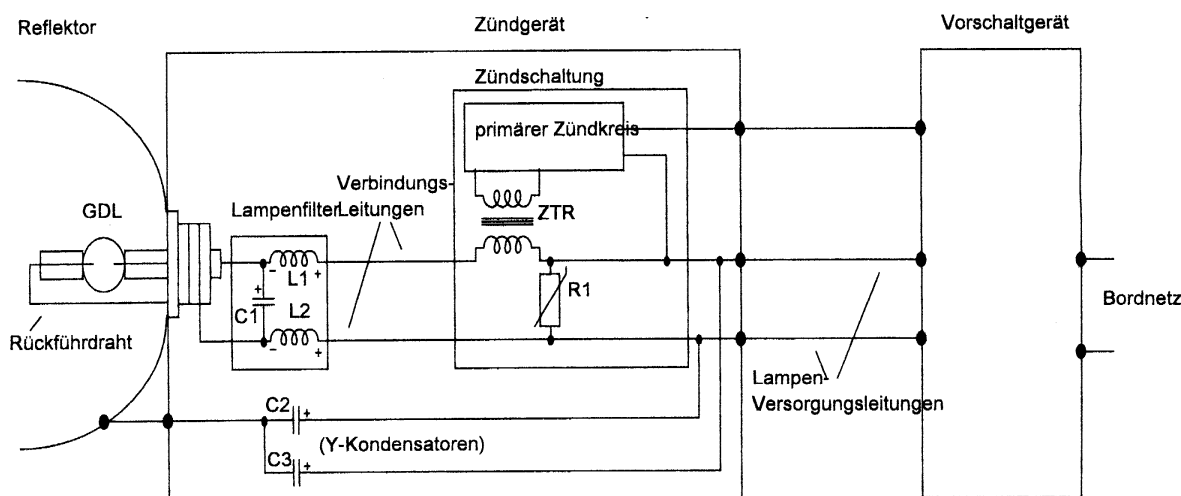 Reflektor
Zündgerät
Vorschaltgerät
Zündschaltung
primärer Zündkreis
Verbindungs-
Leitungen
Lampenfilter
GDL
ZTR
- L1 +
R1
+
C1
L2
- +
Bordnetz
Rückführdraht
Lampen-
Versorgungsleitungen
C2 +
(Y-Kondensatoren)
C3 +